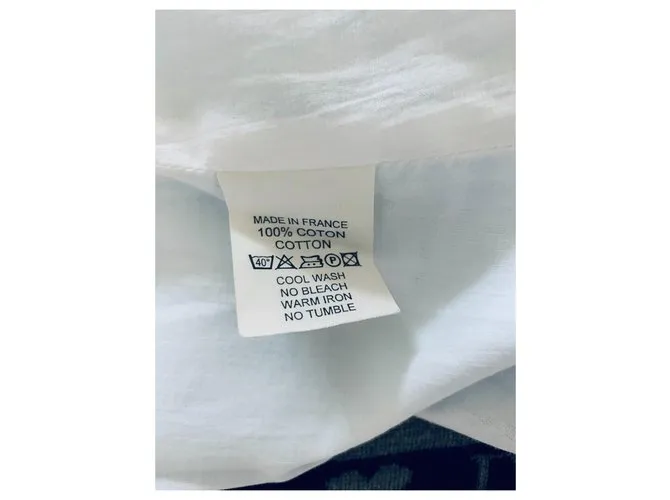 MADE IN FRANCE
100% COTON
COTTON
40° P
COOL WASH
NO BLEACH
WARM IRON
NO TUMBLE